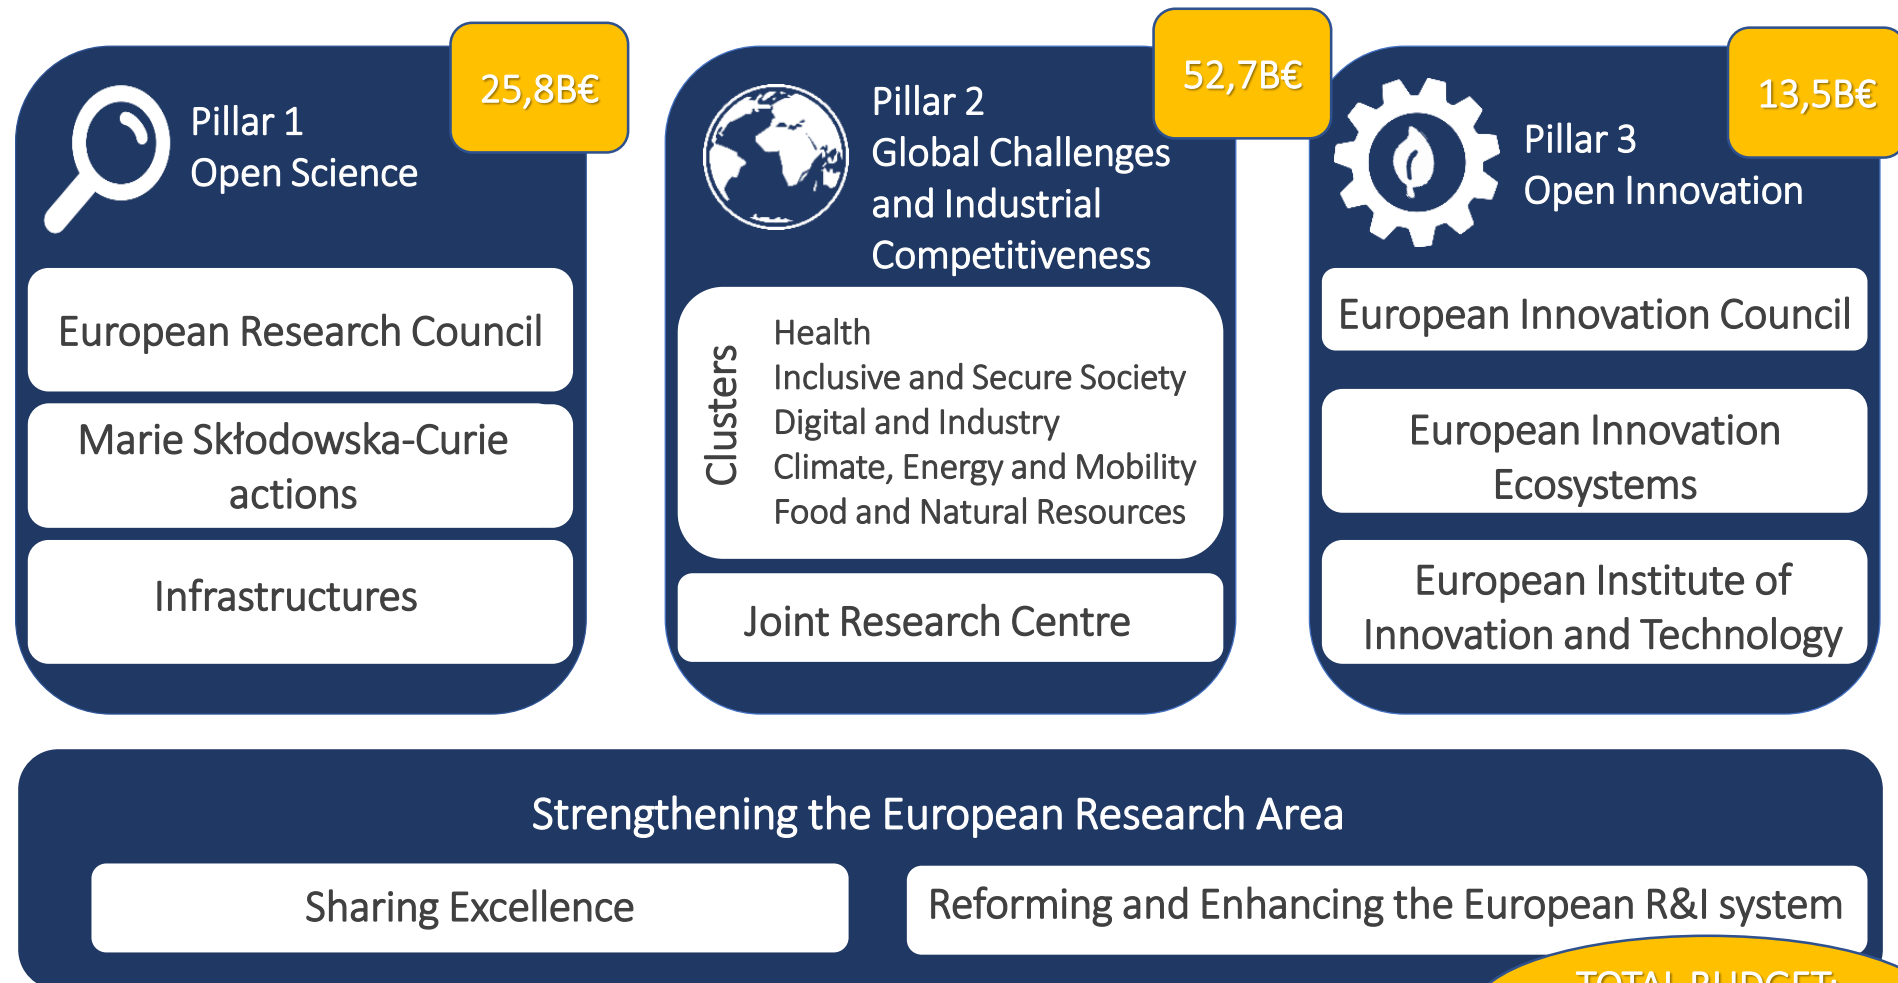 25,8B€
Pillar 1
Open Science
European Research Council
Marie Skłodowska-Curie
actions
Infrastructures
52,7B€
Pillar 2
Global Challenges
and Industrial
Competitiveness
Clusters
Health
Inclusive and Secure Society
Digital and Industry
Climate, Energy and Mobility
Food and Natural Resources
Joint Research Centre
13,5B€
Pillar 3
Open Innovation
European Innovation Council
European Innovation
Ecosystems
European Institute of
Innovation and Technology
Strengthening the European Research Area
Sharing Excellence
Reforming and Enhancing the European R&I system
TOTAL BUDGET: